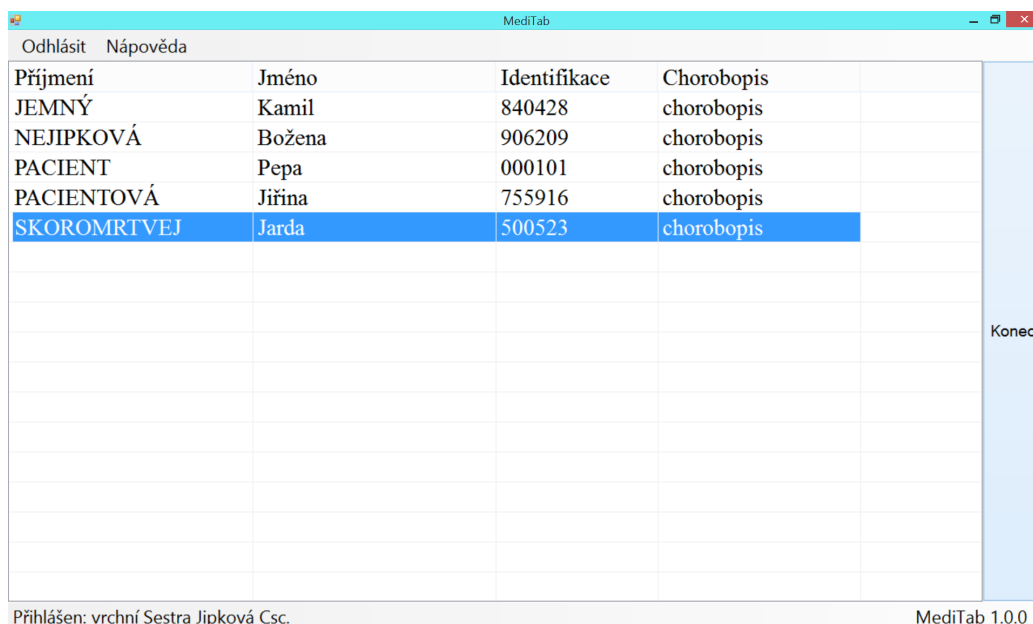 MediTab
Odhlásit Nápověda
Příjmení Jméno Identifikace Chorobopis
JEMNÝ Kamil 840428 chorobopis
NEJIPKOVÁ Božena 906209 chorobopis
PACIENT Pepa 000101 chorobopis
PACIENTOVÁ Jiřina 755916 chorobopis
SKOROMRTVEJ Jarda 500523 chorobopis
Konec
Přihlášen: vrchní Sestra Jipková Csc. MediTab 1.0.0